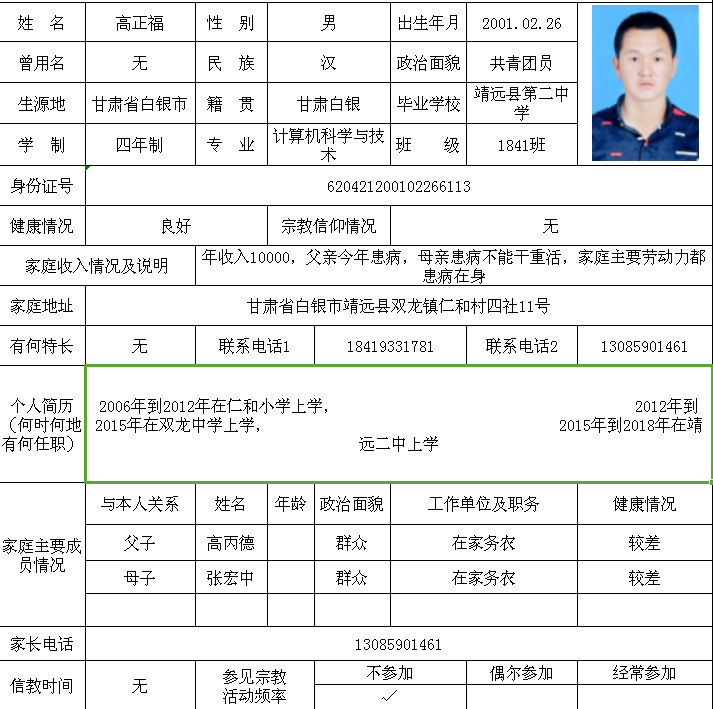 姓 名 高正福 性 别 男 出生年月 2001.02.26
曾用名 无 民 族 汉 政治面貌 共青团员
生源地 甘肃省白银市 籍 贯 甘肃白银 毕业学校 靖远县第二中
学
学 制 四年制 专 业 计算机科学与技
术 班 级 1841班
身份证号 620421200102266113
健康情况 良好 宗教信仰情况 无
家庭收入情况及说明 年收入10000，父亲今年患病，母亲患病不能干重活，家庭主要劳动力都
患病在身
家庭地址 甘肃省白银市靖远县双龙镇仁和村四社11号
有何特长 无 联系电话1 18419331781 联系电话2 13085901461
个人简历
（何时何地
有何任职）
2006年到2012年在仁和小学上学， 2012年到
2015年在双龙中学上学， 2015年到2018年在靖
远二中上学
家庭主要成
员情况
与本人关系 姓名 年龄 政治面貌 工作单位及职务 健康情况
父子 高丙德 群众 在家务农 较差
母子 张宏中 群众 在家务农 较差
家长电话 13085901461
信教时间 无 参见宗教
活动频率
不参加 偶尔参加 经常参加
✓